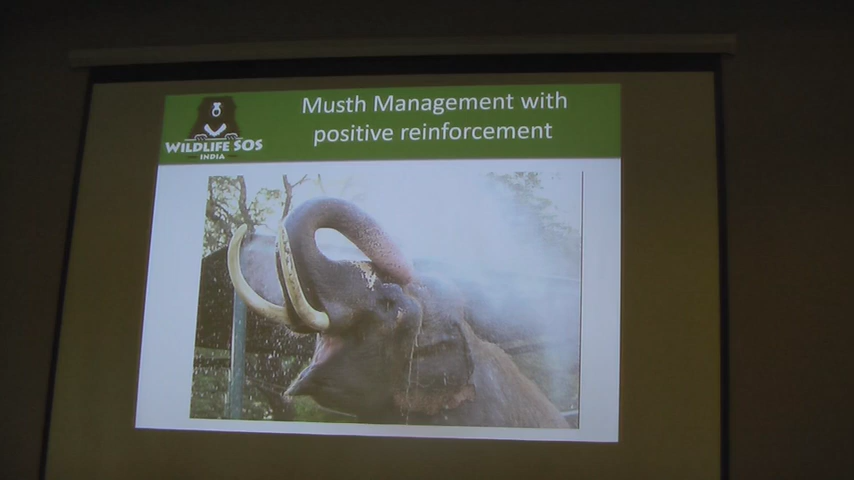 Musth Management with
positive reinforcement
WILDLIFE SOS
INDIA